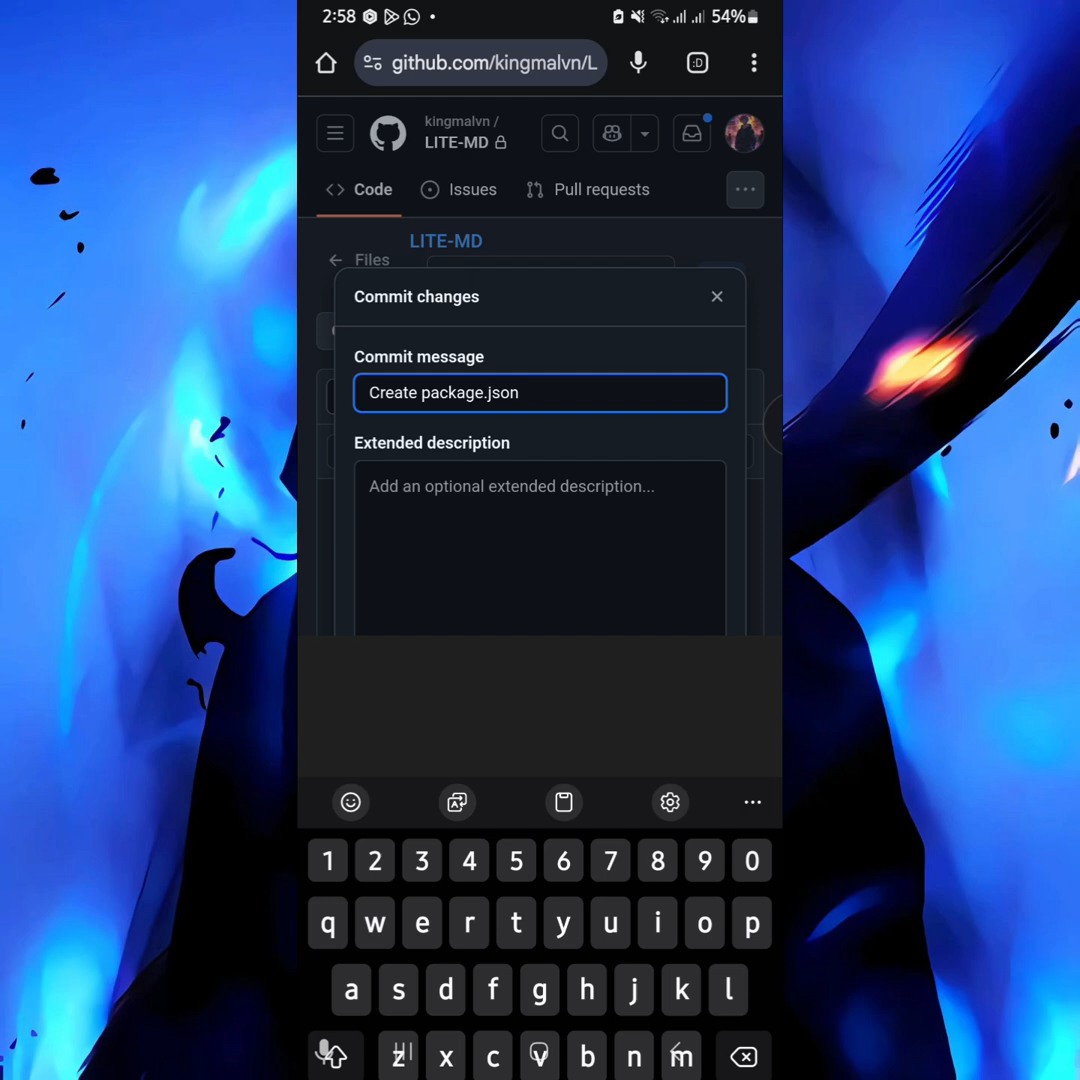 2:58
54%
github.com/kingmalvn/L
:D
kingmalvn /
LITE-MD
Code
Issues
Pull requests
LITE-MD
Files
Commit changes
Commit message
Create package.json
Extended description
Add an optional extended description...
1 2 3 4 5 6 7 8 9 0
q w e r t y u i o p
a s d f g h j k l
z x c v b n m